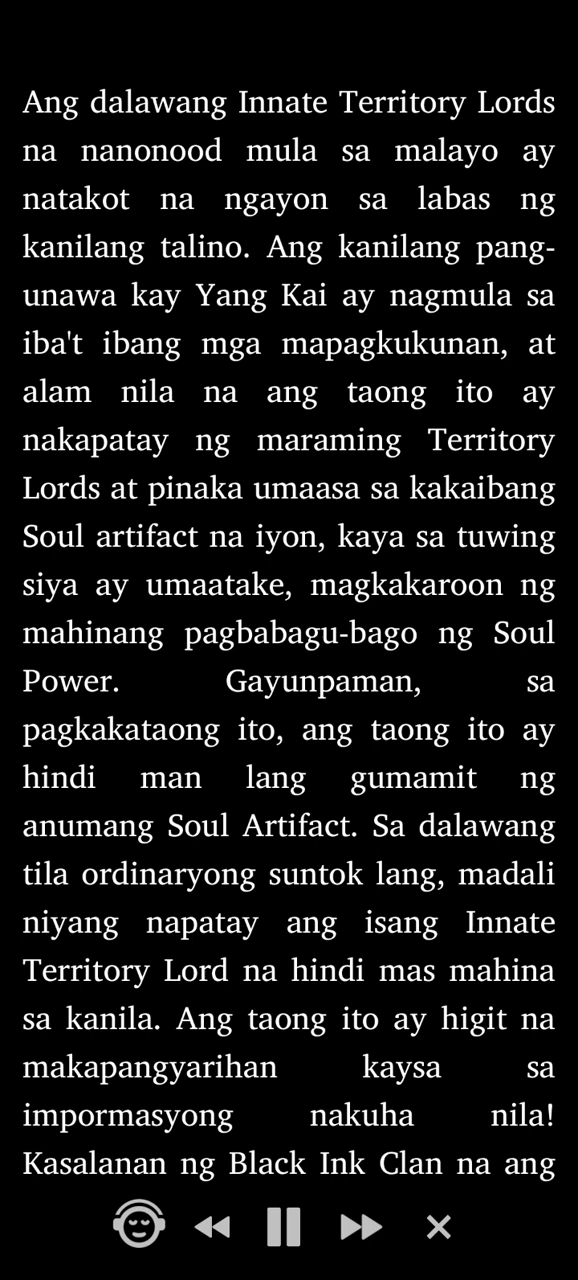 Ang dalawang Innate Territory Lords
na nanonood mula sa malayo ay
natakot na ngayon sa labas ng
kanilang talino. Ang kanilang pang-
unawa kay Yang Kai ay nagmula sa
iba't ibang mga mapagkukunan, at
alam nila na ang taong ito ay
nakapatay ng maraming Territory
Lords at pinaka umaasa sa kakaibang
Soul artifact na iyon, kaya sa tuwing
siya ay umaatake, magkakaroon ng
mahinang pagbabagu-bago ng Soul
Power. Gayunpaman, sa
pagkakataong ito, ang taong ito ay
hindi man lang gumamit ng
anumang Soul Artifact. Sa dalawang
tila ordinaryong suntok lang, madali
niyang napatay ang isang Innate
Territory Lord na hindi mas mahina
sa kanila. Ang taong ito ay higit na
makapangyarihan kaysa sa
impormasyong nakuha nila!
Kasalanan ng Black Ink Clan na ang